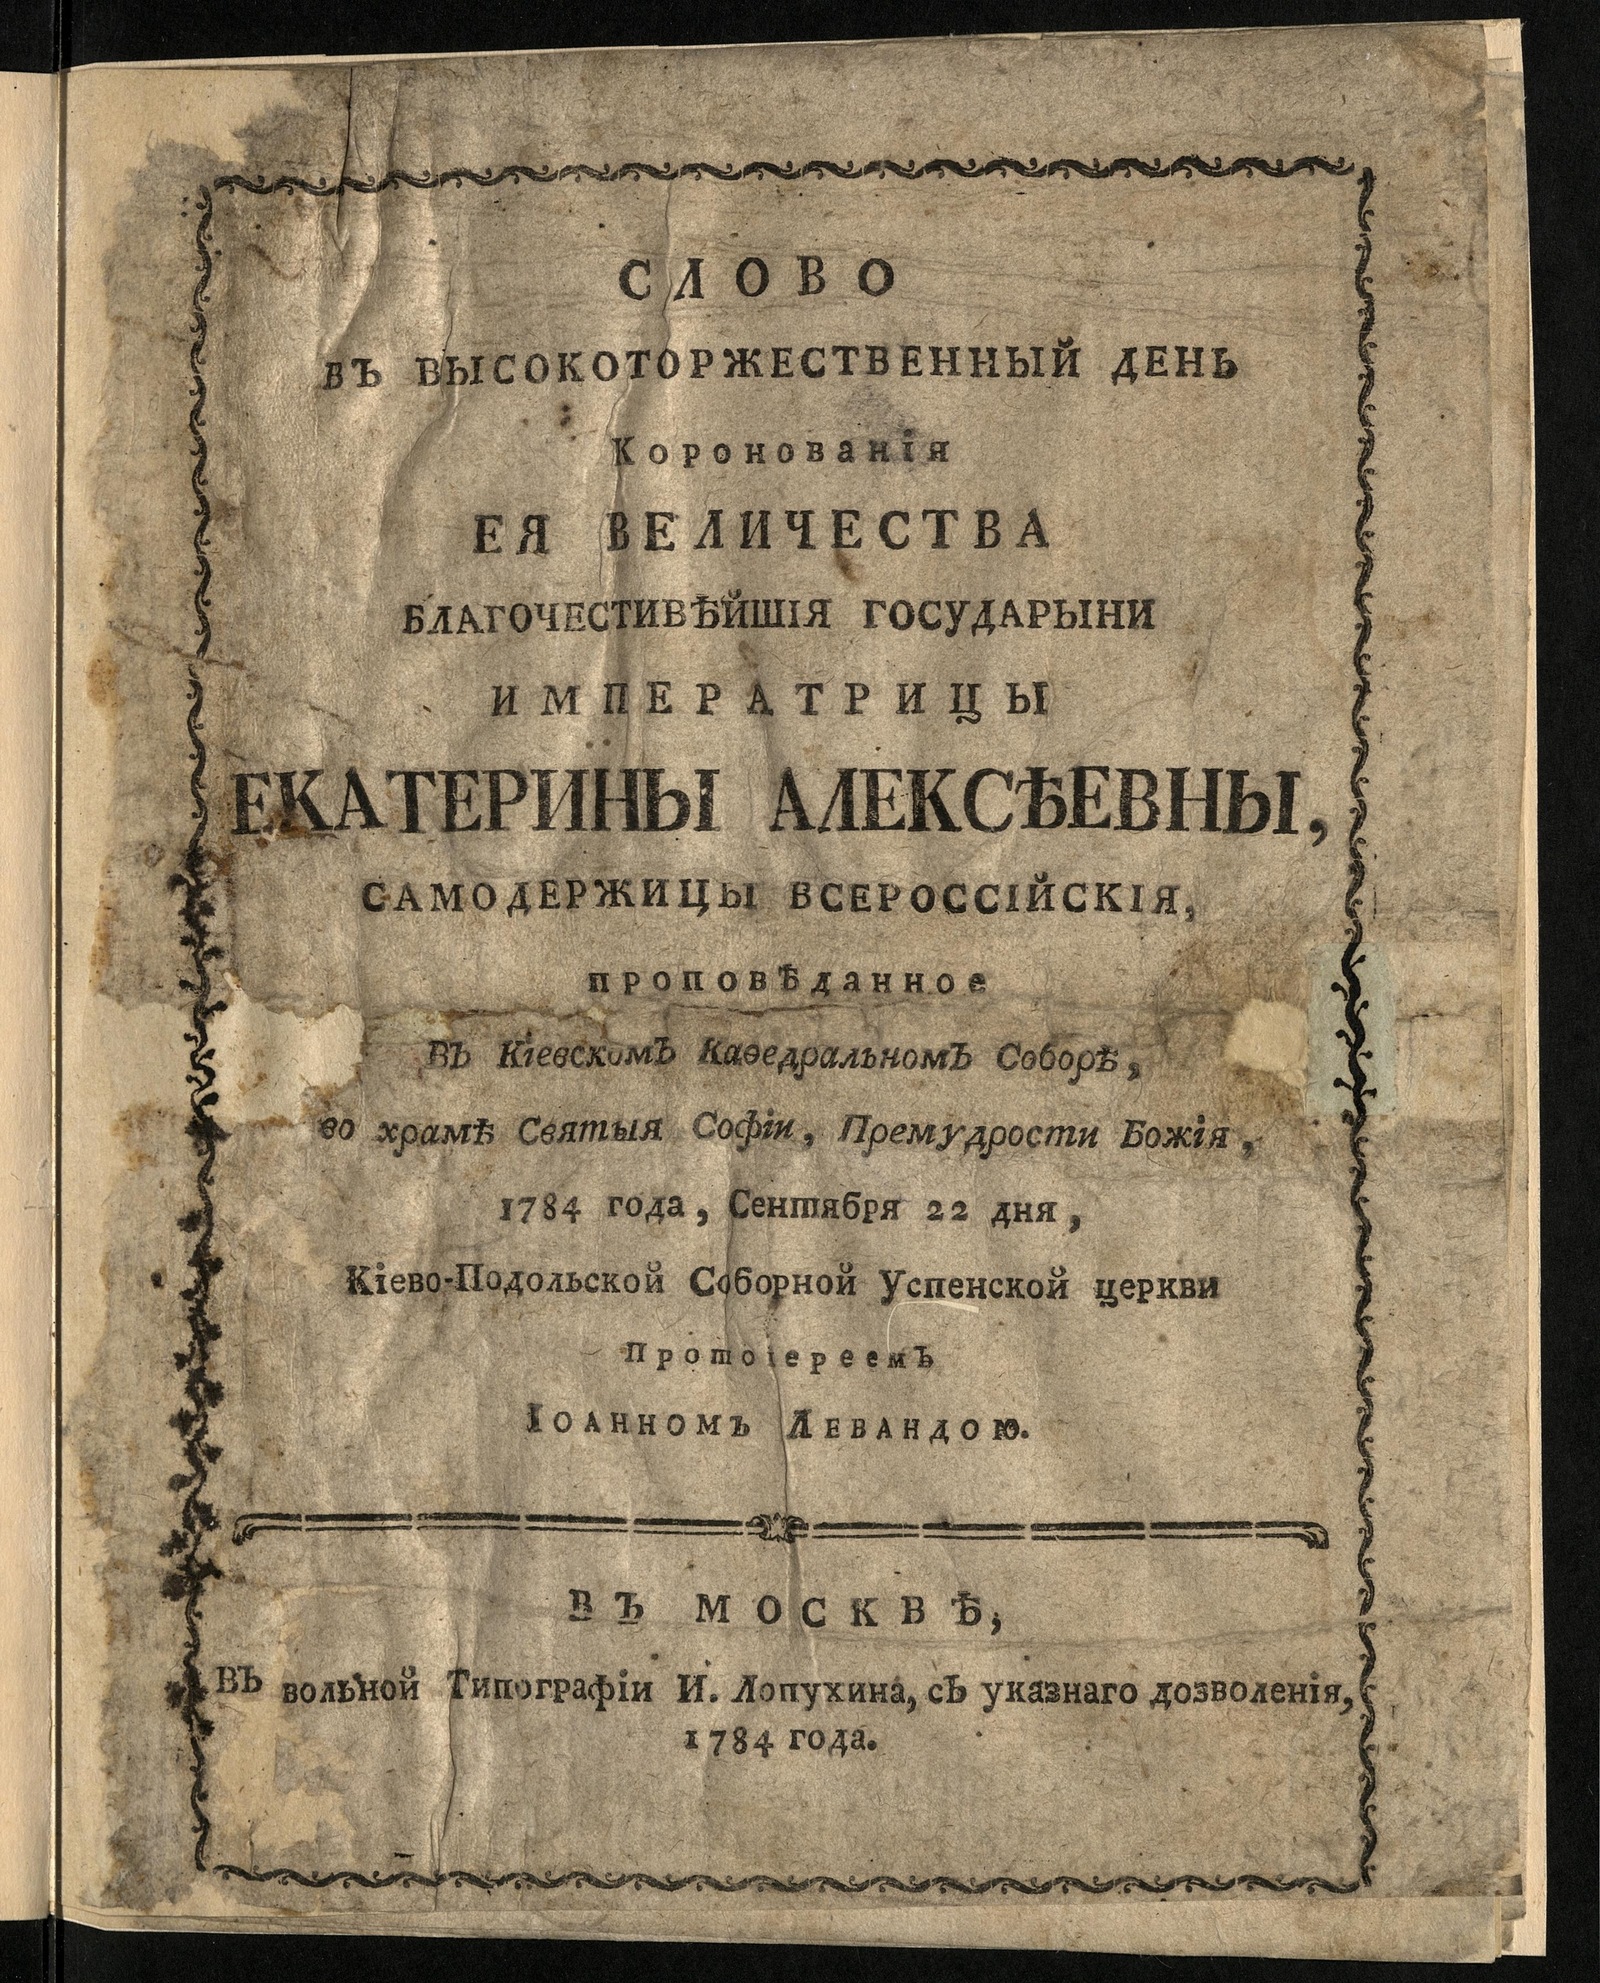 СЛОВО
ВЪ ВЫСОКОТОРЖЕСТВЕННЫЙ ДЕНЬ
Коронованія
ЕЯ ВЕЛИЧЕСТВА
БЛАГОЧЕСТИВѢЙШІЯ ГОСУДАРЫНИ
ИМПЕРАТРИЦЫ
ЕКАТЕРИНЫ АЛЕКСѢЕВНЫ,
САМОДЕРЖИЦЫ ВСЕРОССІЙСКІЯ,
проповѣданное
Въ Кіевскомъ Каѳедральномъ Соборѣ,
во храмѣ Святыя Софіи, Премудрости Божія,
1784 года, Сентября 22 дня,
Кіево-Подольской Соборной Успенской церкви
Протоіереемъ
Іоанномъ Левандою.
ВЪ МОСКВѢ,
Въ вольной Типографіи И. Лопухина, съ указнаго дозволенія,
1784 года.